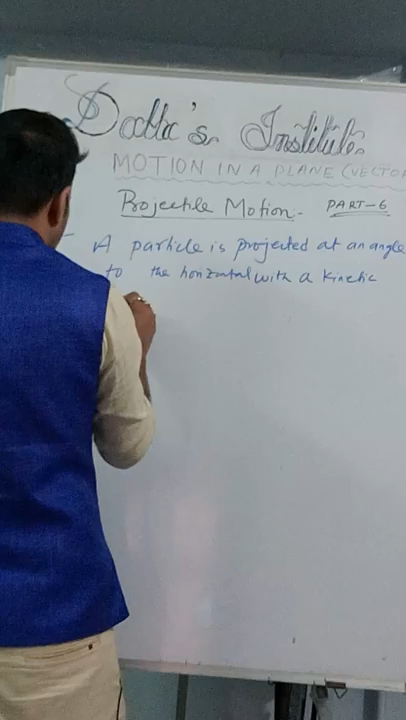 Institute
MOTION IN A PLANE (VECTOR
Projectile Motion. PART-6
A particle is projected at an angle
to the horizontal with a kinetic